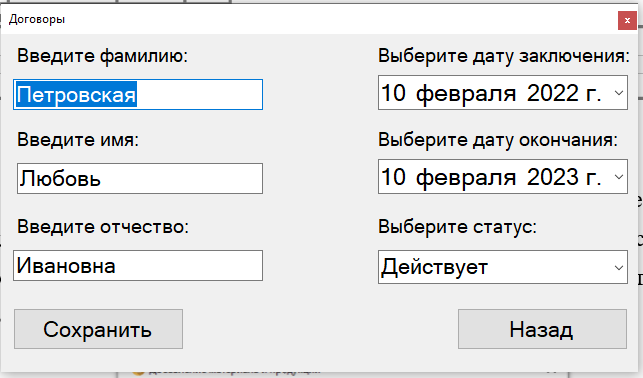 Договоры
Введите фамилию:
Петровская
Введите имя:
Любовь
Введите отчество:
Ивановна
Выберите дату заключения:
10 февраля 2022 г.
Выберите дату окончания:
10 февраля 2023 г.
Выберите статус:
Действует
Сохранить
Назад